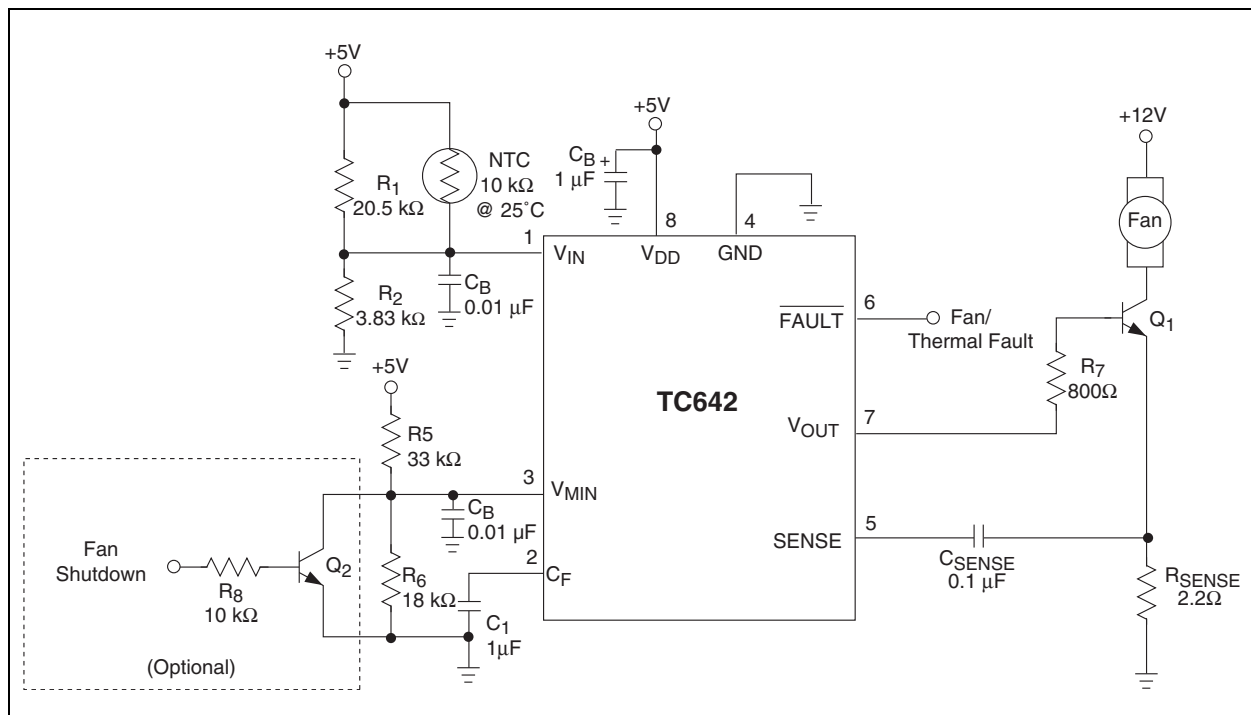 +5V
R1
20.5 kΩ
NTC
10 kΩ
@ 25˚C
R2
3.83 kΩ
CB
0.01 µF
+5V
CB +
1 µF
1
8
4
VIN
VDD
GND
+12V
Fan
Q1
FAULT
6
Fan/
Thermal Fault
R7
800Ω
TC642
VOUT
7
+5V
R5
33 kΩ
3
VMIN
CB
0.01 µF
SENSE
5
CSENSE
0.1 µF
RSENSE
2.2Ω
Fan
Shutdown
R8
10 kΩ
Q2
R6
18 kΩ
2
CF
C1
1µF
(Optional)